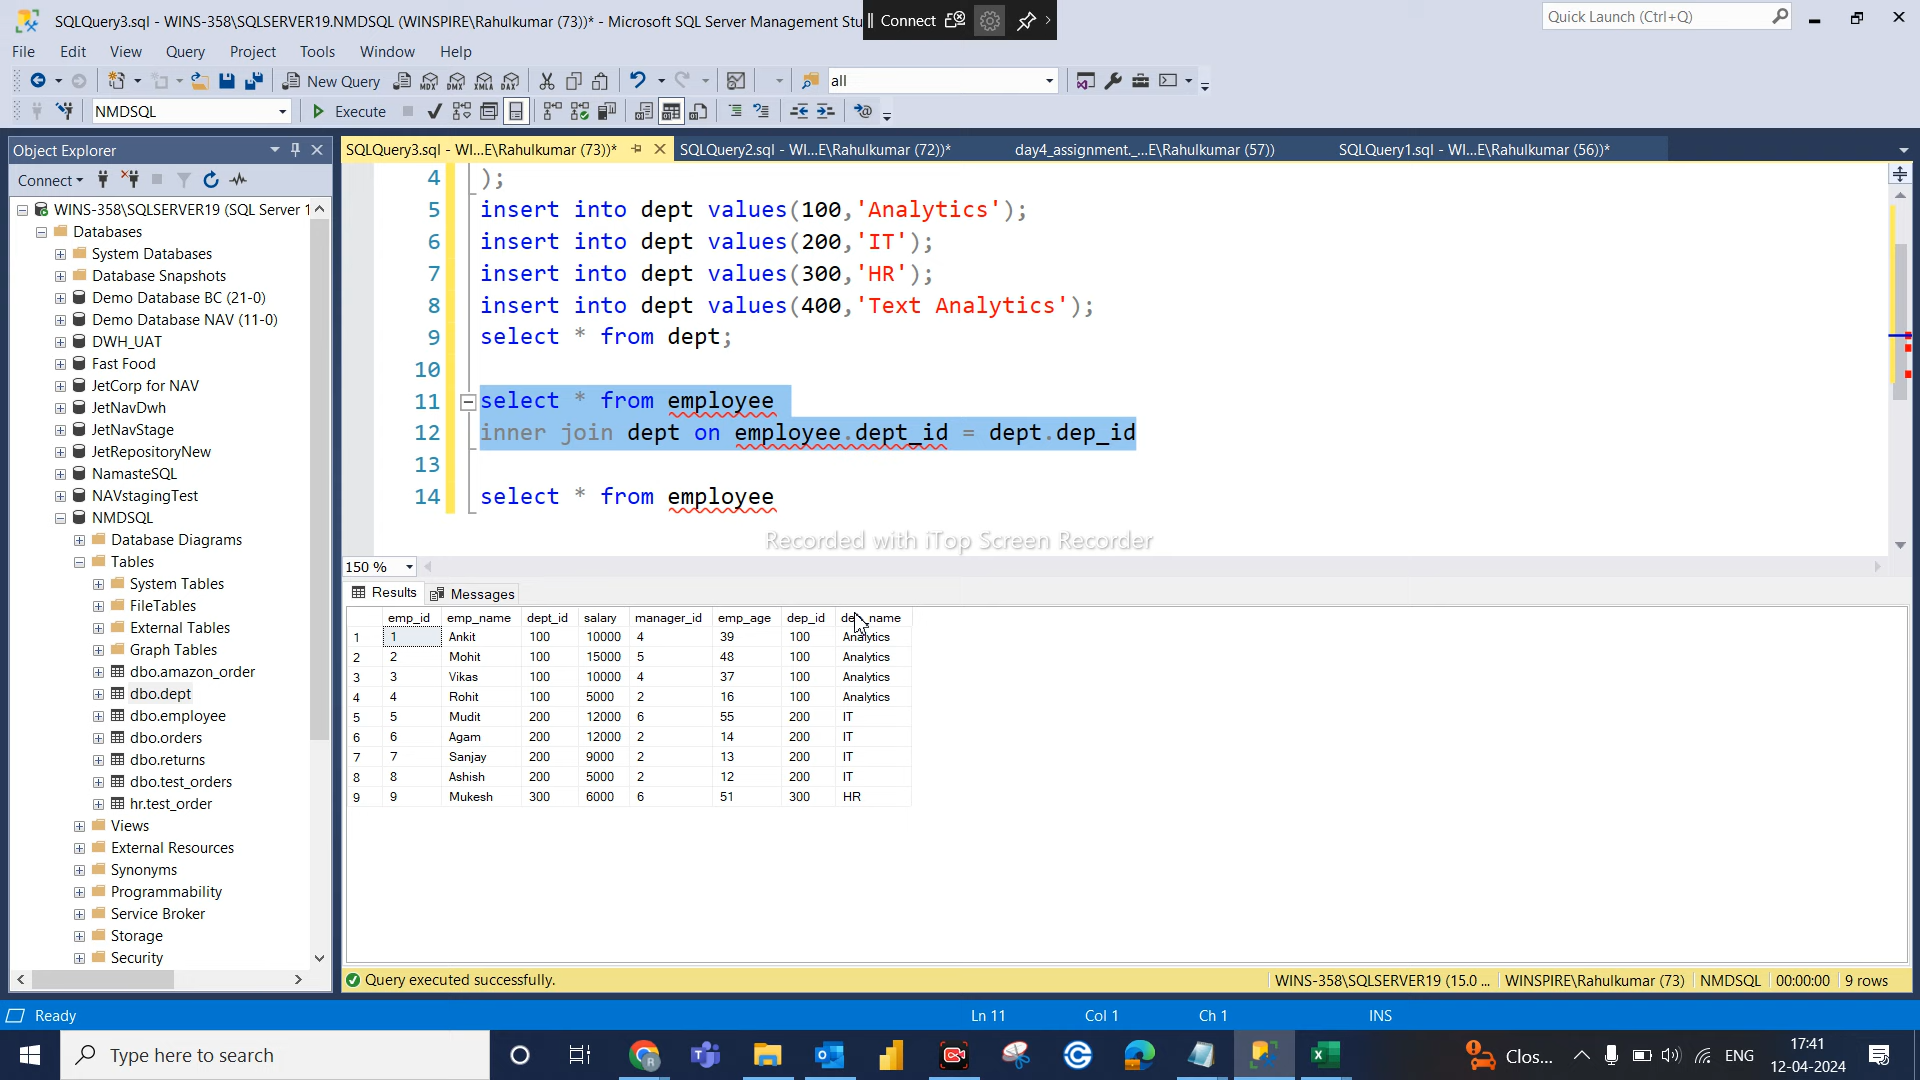 SQLQuery3.sql - WINS-358\SQLSERVER19.NMDSQL (WINSPIRE\Rahulkumar (73))* - Microsoft SQL Server Management Stu
Connect
Quick Launch (Ctrl+Q)
File Edit View Query Project Tools Window Help
New Query
MDX DMX XMLA DAX
all
NMDSQL
Execute
Object Explorer
Connect
WINS-358\SQLSERVER19 (SQL Server 1
Databases
System Databases
Database Snapshots
Demo Database BC (21-0)
Demo Database NAV (11-0)
DWH_UAT
Fast Food
JetCorp for NAV
JetNavDwh
JetNavStage
JetRepositoryNew
NamasteSQL
NAVstagingTest
NMDSQL
Database Diagrams
Tables
System Tables
FileTables
External Tables
Graph Tables
dbo.amazon_order
dbo.dept
dbo.employee
dbo.orders
dbo.returns
dbo.test_orders
hr.test_order
Views
External Resources
Synonyms
Programmability
Service Broker
Storage
Security
SQLQuery3.sql - WI...E\Rahulkumar (73))* SQLQuery2.sql - WI...E\Rahulkumar (72))* day4_assignment._...E\Rahulkumar (57)) SQLQuery1.sql - WI...E\Rahulkumar (56))*
4 );
5 insert into dept values(100,'Analytics');
6 insert into dept values(200,'IT');
7 insert into dept values(300,'HR');
8 insert into dept values(400,'Text Analytics');
9 select * from dept;
10
11 select * from employee
12 inner join dept on employee.dept_id = dept.dep_id
13
14 select * from employee
Recorded with iTop Screen Recorder
150 %
Results Messages
emp_id emp_name dept_id salary manager_id emp_age dep_id name
1 1 Ankit 100 10000 4 39 100 Analytics
2 2 Mohit 100 15000 5 48 100 Analytics
3 3 Vikas 100 10000 4 37 100 Analytics
4 4 Rohit 100 5000 2 16 100 Analytics
5 5 Mudit 200 12000 6 55 200 IT
6 6 Agam 200 12000 2 14 200 IT
7 7 Sanjay 200 9000 2 13 200 IT
8 8 Ashish 200 5000 2 12 200 IT
9 9 Mukesh 300 6000 6 51 300 HR
Query executed successfully. WINS-358\SQLSERVER19 (15.0 ... WINSPIRE\Rahulkumar (73) NMDSQL 00:00:00 9 rows
Ready Ln 11 Col 1 Ch 1 INS
Type here to search
Clos... ENG
17:41
12-04-2024